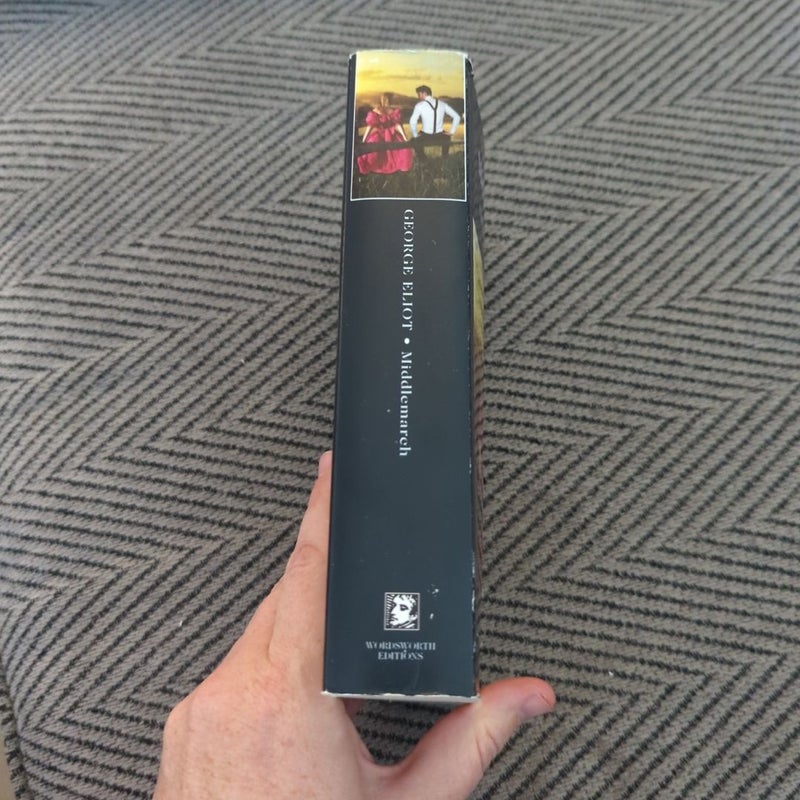 GEORGE ELIOT • Middlemarch
WORDSWORTH
EDITIONS